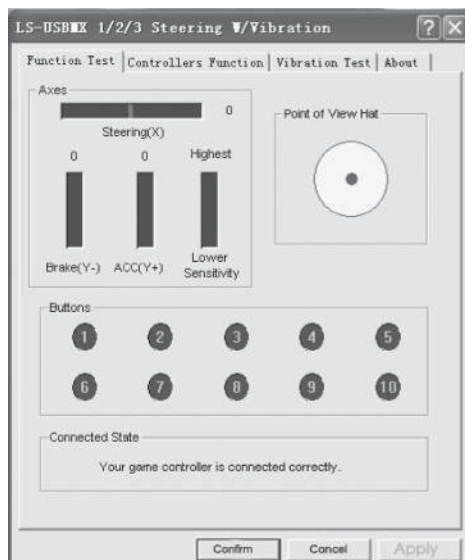 LS-USBMX 1/2/3 Steering W/Vibration
Function Test Controllers Function Vibration Test About
Axes
0
Steering(X)
Point of View Hat
0 0 Highest
Brake(Y-) ACC(Y+) Lower
Sensitivity
Buttons
1 2 3 4 5
6 7 8 9 10
Connected State
Your game controller is connected correctly.
Confirm Cancel Apply